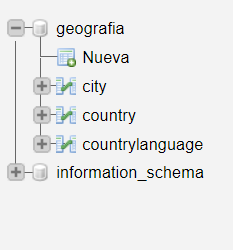 geografia
Nueva
city
country
countrylanguage
information_schema